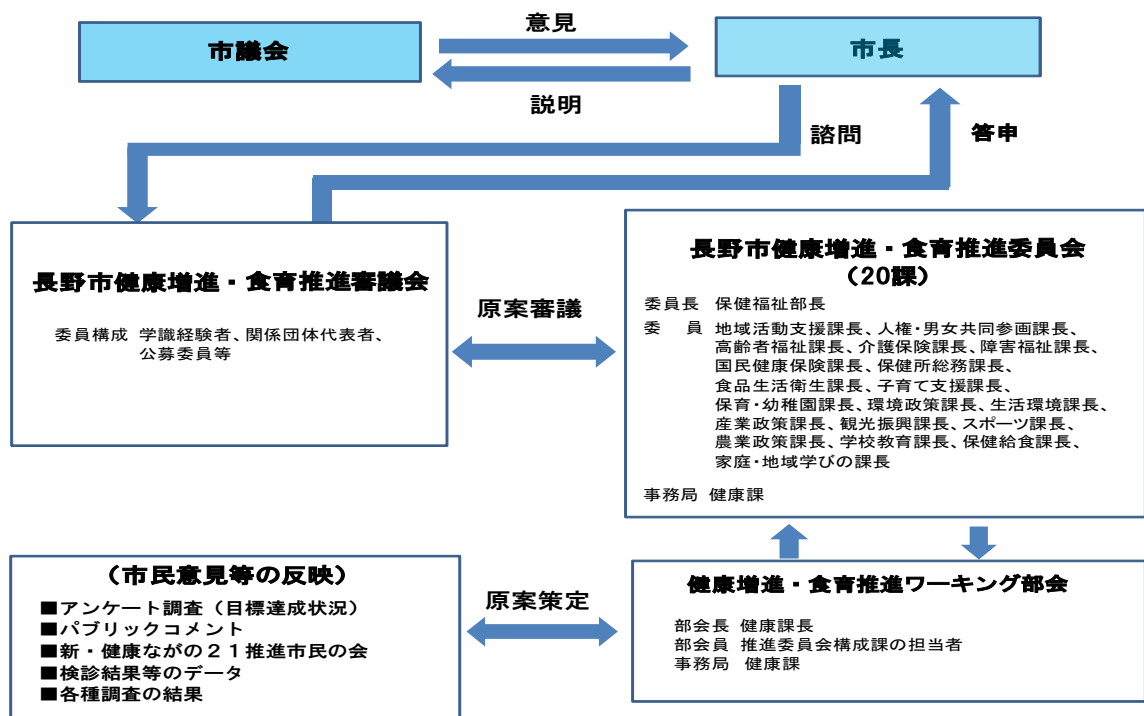 意見
市議会
市長
説明
諮問
答申
長野市健康増進・食育推進審議会
委員構成 学識経験者、関係団体代表者、
公募委員等
原案審議
長野市健康増進・食育推進委員会
（20課）
委員長 保健福祉部長
委 員 地域活動支援課長、人権・男女共同参画課長、
高齢者福祉課長、介護保険課長、障害福祉課長、
国民健康保険課長、保健所総務課長、
食品生活衛生課長、子育て支援課長、
保育・幼稚園課長、環境政策課長、生活環境課長、
産業政策課長、観光振興課長、スポーツ課長、
農業政策課長、学校教育課長、保健給食課長、
家庭・地域学びの課長
事務局 健康課
（市民意見等の反映）
■アンケート調査（目標達成状況）
■パブリックコメント
■新・健康ながの２１推進市民の会
■検診結果等のデータ
■各種調査の結果
原案策定
健康増進・食育推進ワーキング部会
部会長 健康課長
部会員 推進委員会構成課の担当者
事務局 健康課